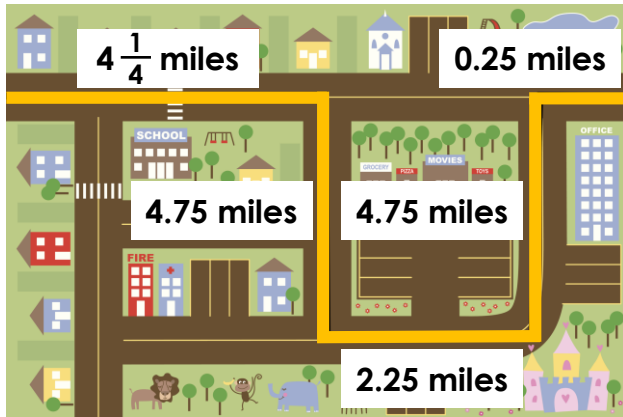 4 1/4 miles
0.25 miles
SCHOOL
OFFICE
GROCERY
PIZZA
MOVIES
TOYS
4.75 miles
4.75 miles
FIRE
2.25 miles